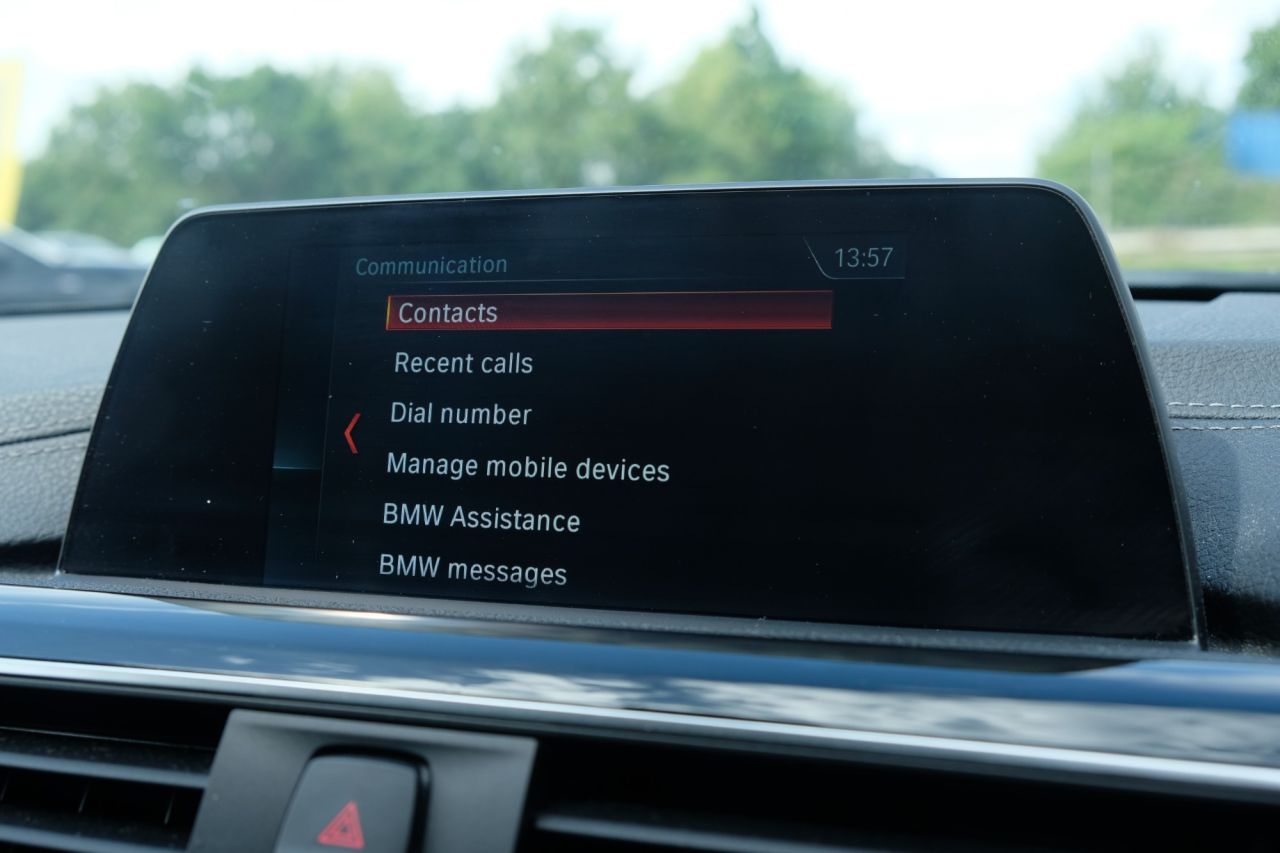 Communication
13:57
Contacts
Recent calls
Dial number
Manage mobile devices
BMW Assistance
BMW messages